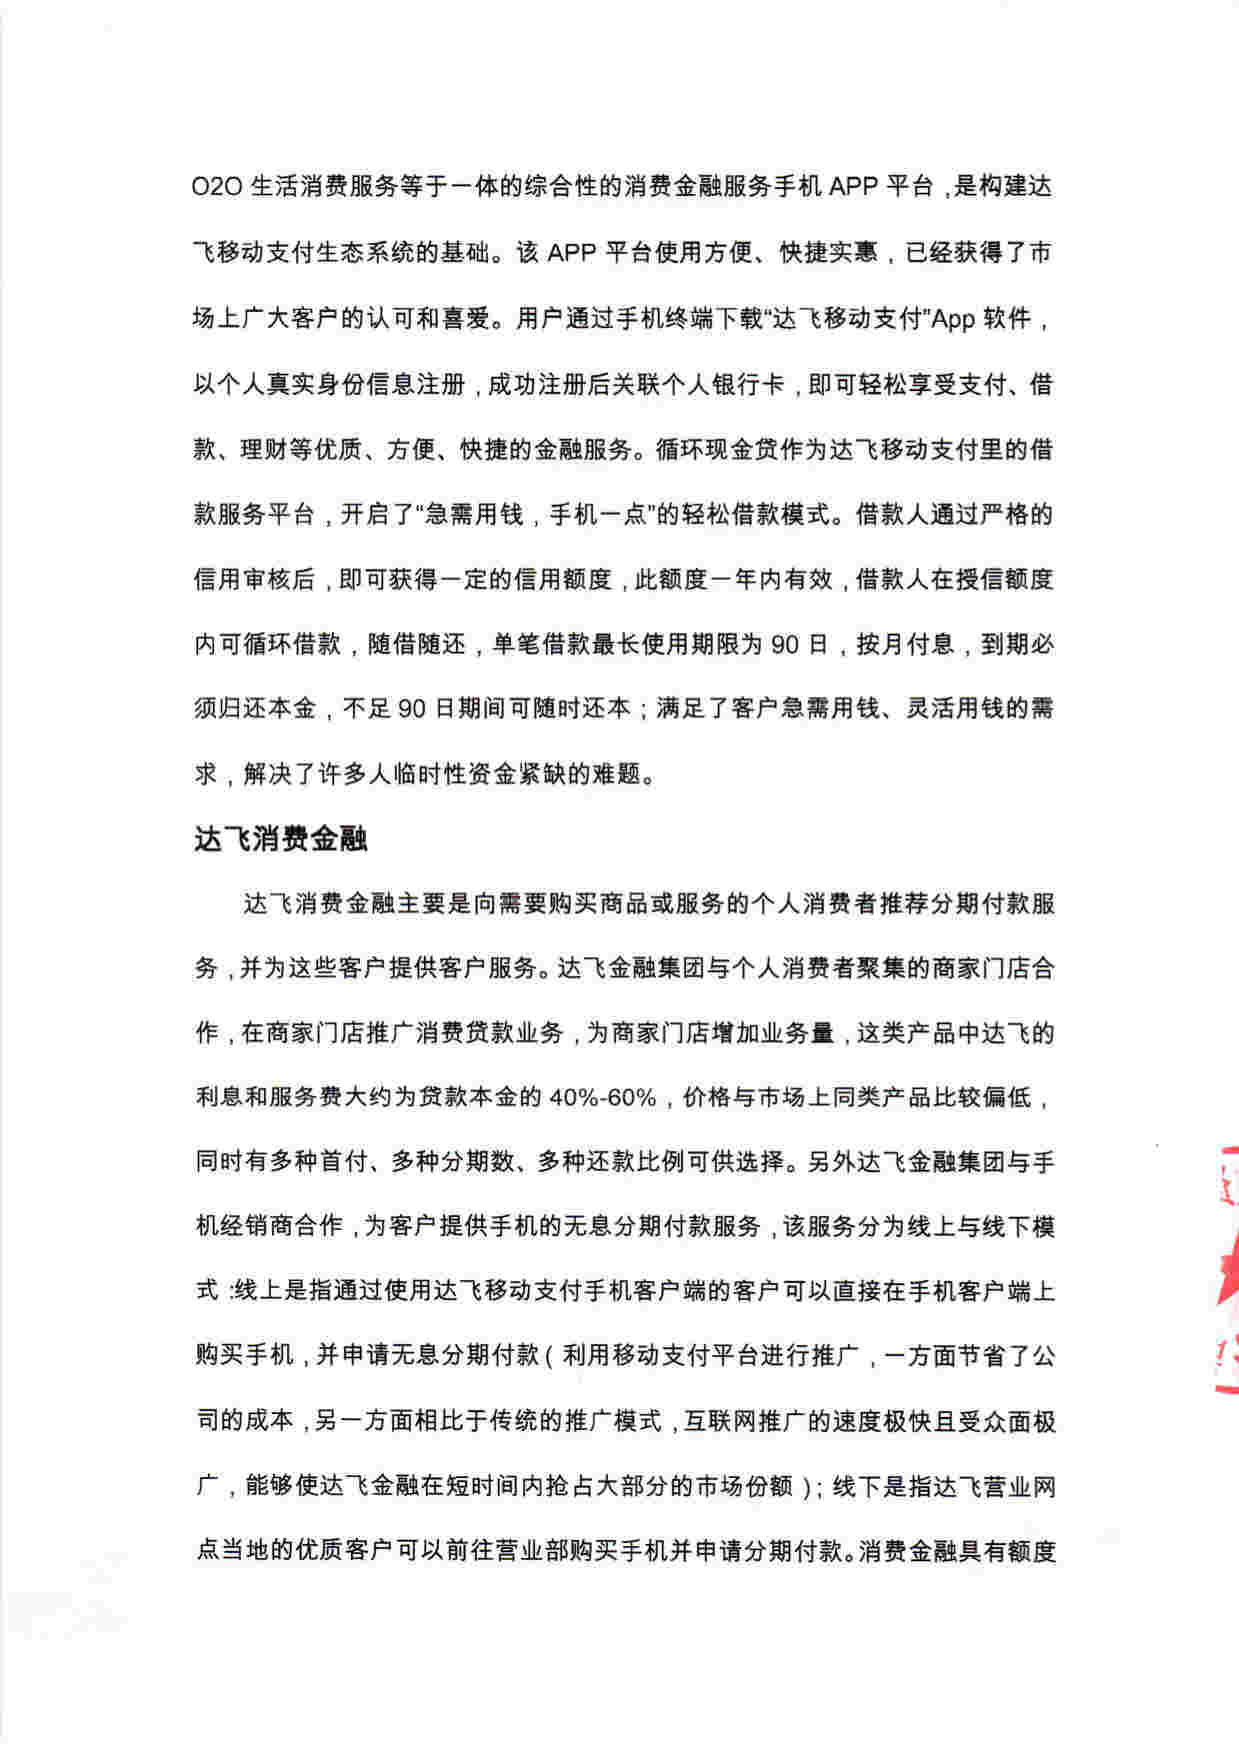 O2O 生活消费服务等于一体的综合性的消费金融服务手机 APP 平台，是构建达
飞移动支付生态系统的基础。该 APP 平台使用方便、快捷实惠，已经获得了市
场上广大客户的认可和喜爱。用户通过手机终端下载“达飞移动支付”App 软件，
以个人真实身份信息注册，成功注册后关联个人银行卡，即可轻松享受支付、借
款、理财等优质、方便、快捷的金融服务。循环现金贷作为达飞移动支付里的借
款服务平台，开启了“急需用钱，手机一点”的轻松借款模式。借款人通过严格的
信用审核后，即可获得一定的信用额度，此额度一年内有效，借款人在授信额度
内可循环借款，随借随还，单笔借款最长使用期限为 90 日，按月付息，到期必
须归还本金，不足 90 日期间可随时还本；满足了客户急需用钱、灵活用钱的需
求，解决了许多人临时性资金紧缺的难题。
达飞消费金融
达飞消费金融主要是向需要购买商品或服务的个人消费者推荐分期付款服
务，并为这些客户提供客户服务。达飞金融集团与个人消费者聚集的商家门店合
作，在商家门店推广消费贷款业务，为商家门店增加业务量，这类产品中达飞的
利息和服务费大约为贷款本金的 40%-60%，价格与市场上同类产品比较偏低，
同时有多种首付、多种分期数、多种还款比例可供选择。另外达飞金融集团与手
机经销商合作，为客户提供手机的无息分期付款服务，该服务分为线上与线下模
式：线上是指通过使用达飞移动支付手机客户端的客户可以直接在手机客户端上
购买手机，并申请无息分期付款（利用移动支付平台进行推广，一方面节省了公
司的成本，另一方面相比于传统的推广模式，互联网推广的速度极快且受众面极
广，能够使达飞金融在短时间内抢占大部分的市场份额）；线下是指达飞营业网
点当地的优质客户可以前往营业部购买手机并申请分期付款。消费金融具有额度